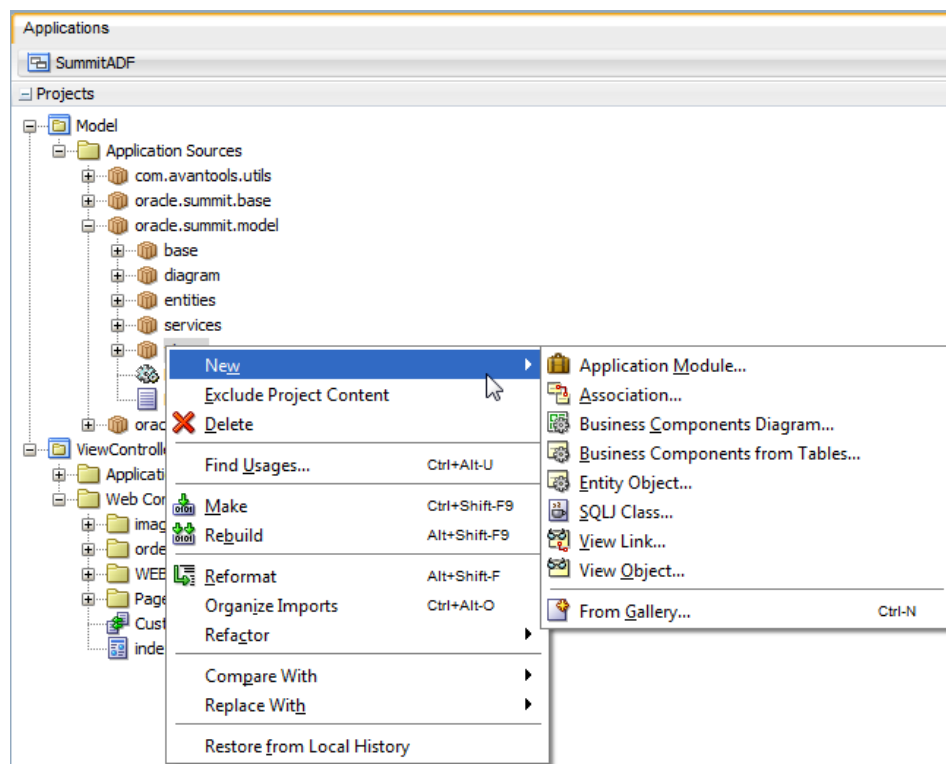 Applications
SummitADF
Projects
Model
Application Sources
com.avantools.utils
oracle.summit.base
oracle.summit.model
base
diagram
entities
services
New
Exclude Project Content
Delete
Find Usages... Ctrl+Alt-U
Make Ctrl+Shift-F9
Rebuild Alt+Shift-F9
Reformat Alt+Shift-F
Organize Imports Ctrl+Alt-O
Refactor
Compare With
Replace With
Restore from Local History
Application Module...
Association...
Business Components Diagram...
Business Components from Tables...
Entity Object...
SQLJ Class...
View Link...
View Object...
From Gallery... Ctrl-N
orac
ViewControlle
Applicati
Web Con
imag
orde
WEB
Page
Cust
inde